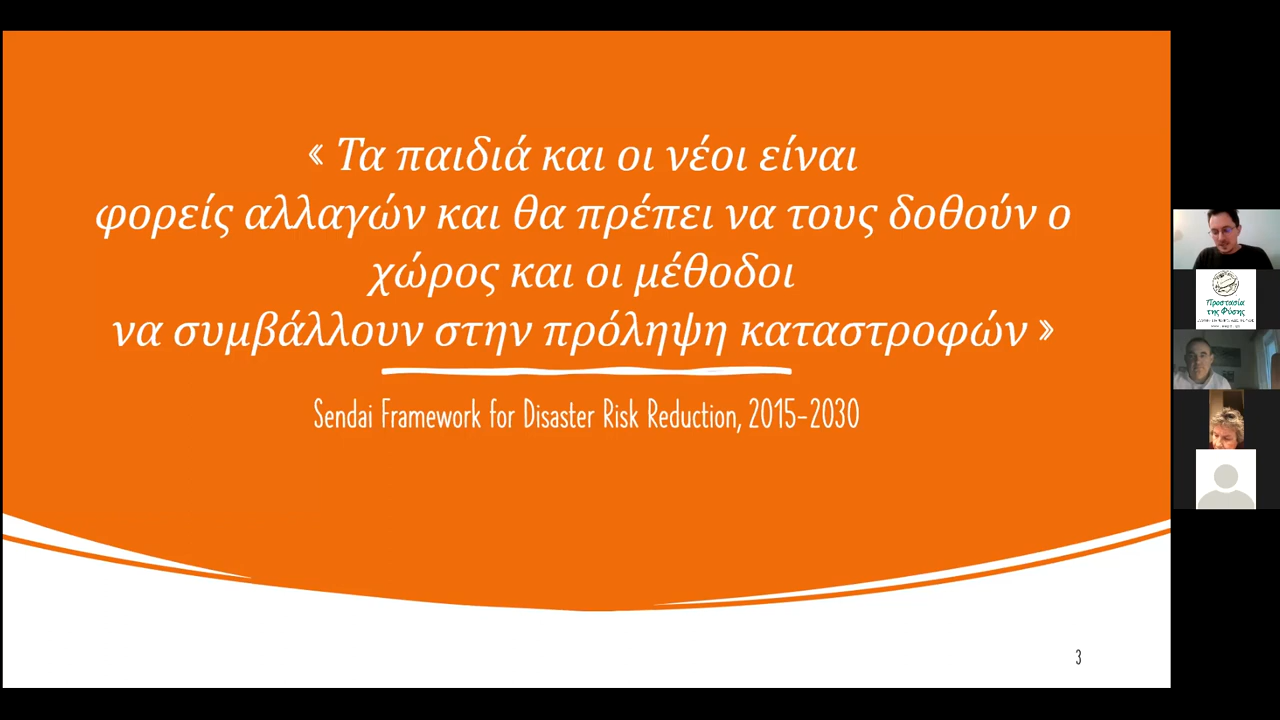 « Τα παιδιά και οι νέοι είναι
φορείς αλλαγών και θα πρέπει να τους δοθούν ο
χώρος και οι μέθοδοι
να συμβάλλουν στην πρόληψη καταστροφών »
Sendai Framework for Disaster Risk Reduction, 2015-2030
3
Προστασία
της Φύσης